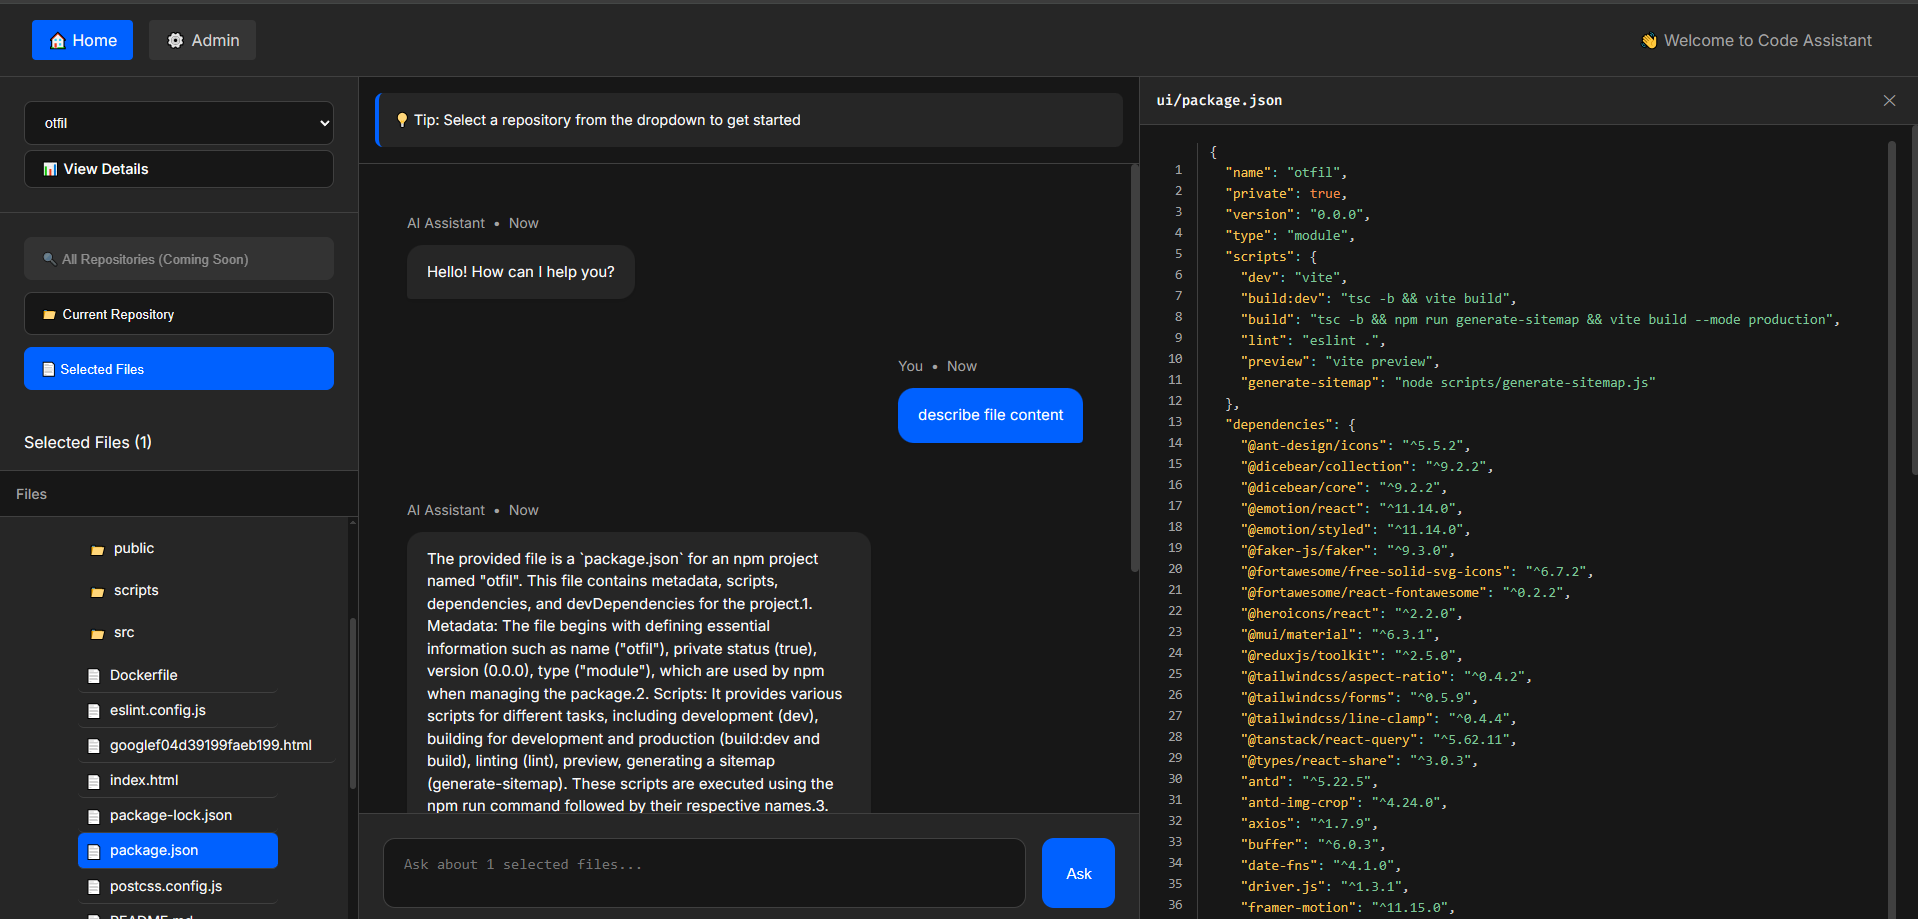 🏠 Home
⚙ Admin
👋 Welcome to Code Assistant
otfil
📊 View Details
🔍 All Repositories (Coming Soon)
📁 Current Repository
📄 Selected Files
Selected Files (1)
Files
public
scripts
src
Dockerfile
eslint.config.js
googlef04d39199faeb199.html
index.html
package-lock.json
package.json
postcss.config.js
README.md
💡 Tip: Select a repository from the dropdown to get started
AI Assistant • Now
Hello! How can I help you?
You • Now
describe file content
AI Assistant • Now
The provided file is a `package.json` for an npm project
named "otfil". This file contains metadata, scripts,
dependencies, and devDependencies for the project.1.
Metadata: The file begins with defining essential
information such as name ("otfil"), private status (true),
version (0.0.0), type ("module"), which are used by npm
when managing the package.2. Scripts: It provides various
scripts for different tasks, including development (dev),
building for development and production (build:dev and
build), linting (lint), preview, generating a sitemap
(generate-sitemap). These scripts are executed using the
npm run command followed by their respective names.3.
Ask about 1 selected files...
Ask
ui/package.json
{
1 "name": "otfil",
2 "private": true,
3 "version": "0.0.0",
4 "type": "module",
5 "scripts": {
6 "dev": "vite",
7 "build:dev": "tsc -b && vite build",
8 "build": "tsc -b && npm run generate-sitemap && vite build --mode production",
9 "lint": "eslint .",
10 "preview": "vite preview",
11 "generate-sitemap": "node scripts/generate-sitemap.js"
12 },
13 "dependencies": {
14 "@ant-design/icons": "^5.5.2",
15 "@dicebear/collection": "^9.2.2",
16 "@dicebear/core": "^9.2.2",
17 "@emotion/react": "^11.14.0",
18 "@emotion/styled": "^11.14.0",
19 "@faker-js/faker": "^9.3.0",
20 "@fortawesome/free-solid-svg-icons": "^6.7.2",
21 "@fortawesome/react-fontawesome": "^0.2.2",
22 "@heroicons/react": "^2.2.0",
23 "@mui/material": "^6.3.1",
24 "@reduxjs/toolkit": "^2.5.0",
25 "@tailwindcss/aspect-ratio": "^0.4.2",
26 "@tailwindcss/forms": "^0.5.9",
27 "@tailwindcss/line-clamp": "^0.4.4",
28 "@tanstack/react-query": "^5.62.11",
29 "@types/react-share": "^3.0.3",
30 "antd": "^5.22.5",
31 "antd-img-crop": "^4.24.0",
32 "axios": "^1.7.9",
33 "buffer": "^6.0.3",
34 "date-fns": "^4.1.0",
35 "driver.js": "^1.3.1",
36 "framer-motion": "^11.15.0",